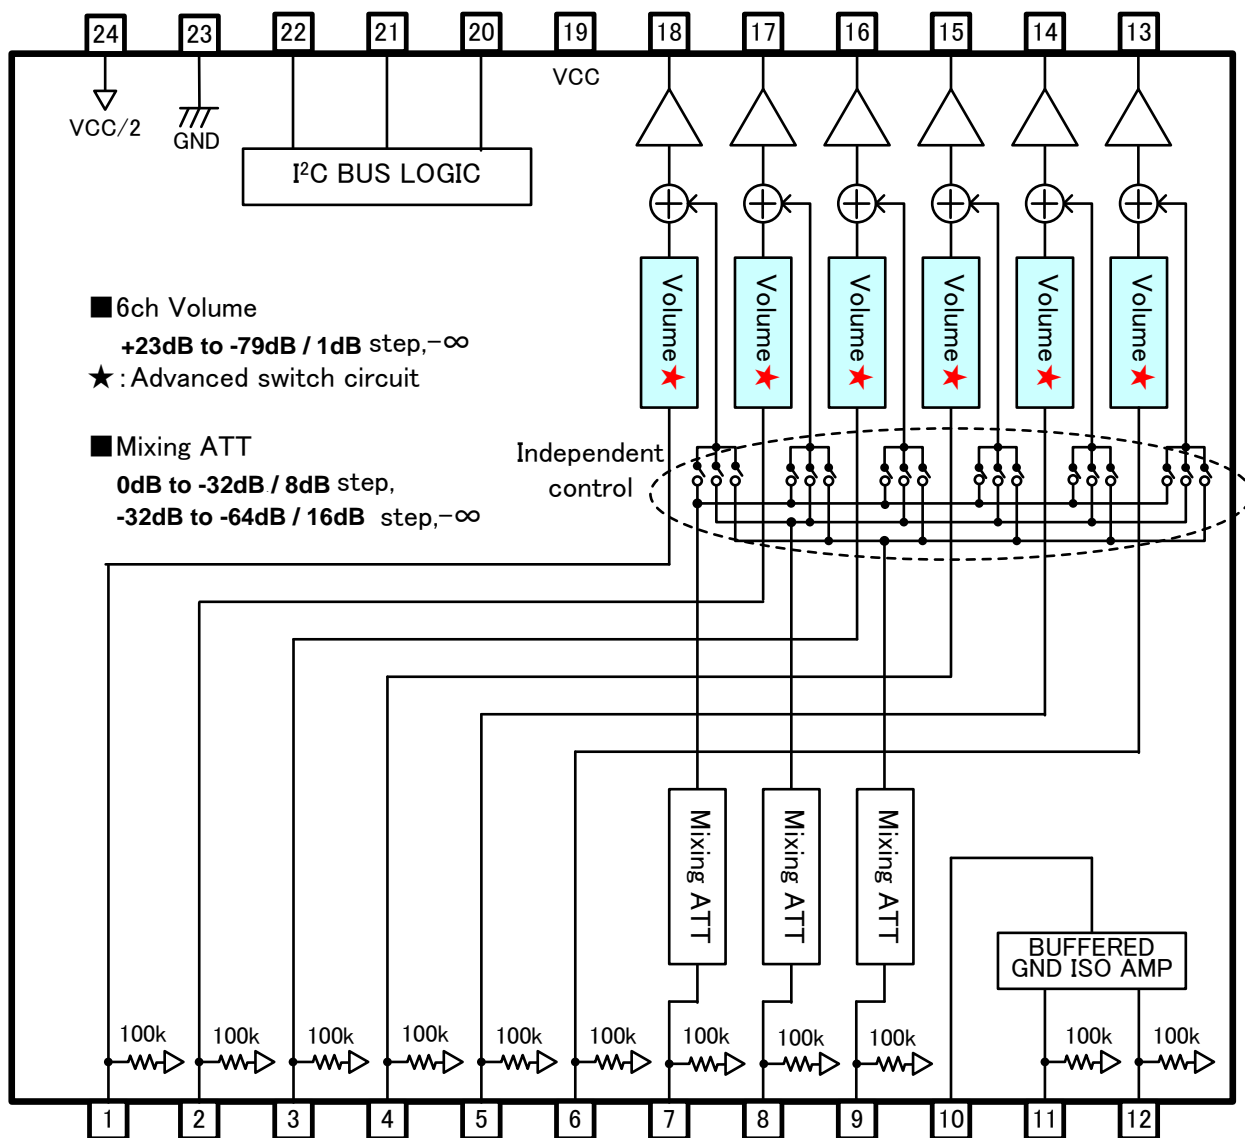 24 23 22 21 20 19 18 17 16 15 14 13
VCC/2
GND
VCC
I²C BUS LOGIC
■6ch Volume
+23dB to -79dB / 1dB step,-∞
★:Advanced switch circuit
■Mixing ATT
0dB to -32dB / 8dB step,
-32dB to -64dB / 16dB step,-∞
Volume★
Volume★
Volume★
Volume★
Volume★
Volume★
Independent
control
Mixing ATT
Mixing ATT
Mixing ATT
BUFFERED
GND ISO AMP
100k 100k 100k 100k 100k 100k 100k 100k 100k 100k 100k
1 2 3 4 5 6 7 8 9 10 11 12